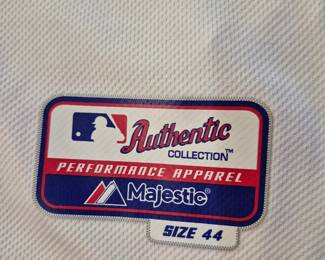 Authentic
COLLECTION™
PERFORMANCE APPAREL
Majestic®
SIZE 44